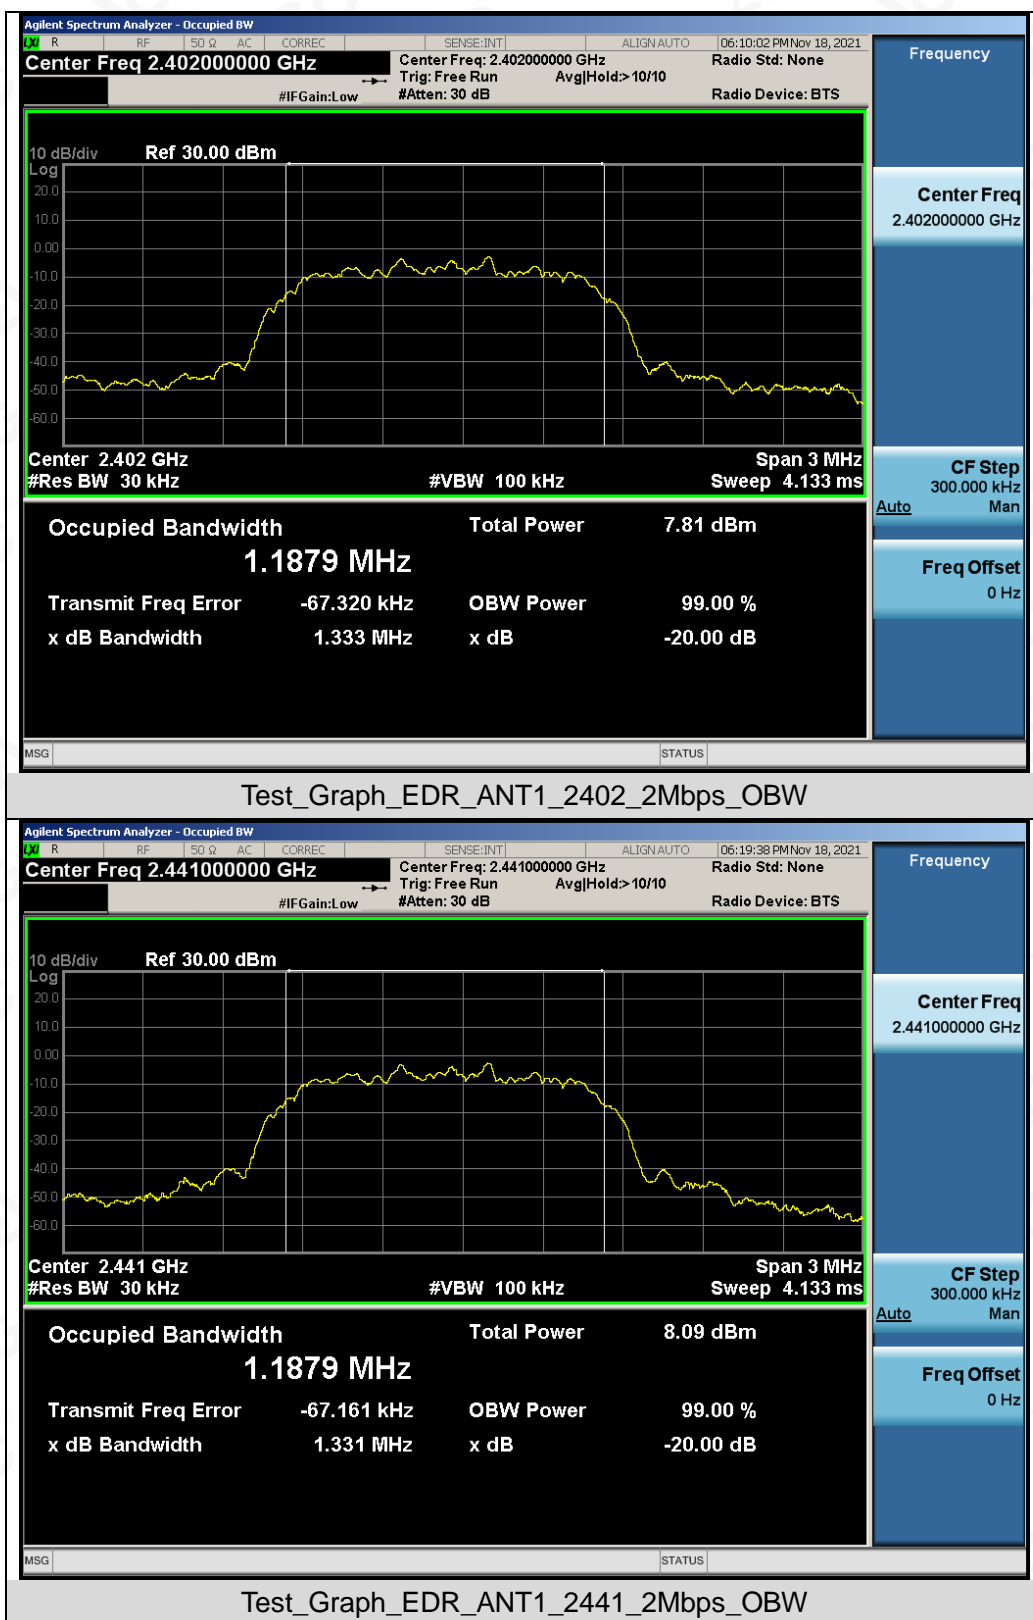 Agilent Spectrum Analyzer - Occupied BW
LXI R RF 50 Ω AC CORREC SENSE:INT ALIGN AUTO 06:10:02 PM Nov 18, 2021
Center Freq 2.402000000 GHz Center Freq: 2.402000000 GHz Radio Std: None
Trig: Free Run Avg|Hold:>10/10
#IFGain:Low #Atten: 30 dB Radio Device: BTS
Frequency
10 dB/div Ref 30.00 dBm
Log
20.0
10.0
0.00
-10.0
-20.0
-30.0
-40.0
-50.0
-60.0
Center 2.402 GHz Span 3 MHz
#Res BW 30 kHz #VBW 100 kHz Sweep 4.133 ms
Center Freq
2.402000000 GHz
CF Step
300.000 kHz
Auto Man
Freq Offset
0 Hz
Occupied Bandwidth Total Power 7.81 dBm
1.1879 MHz
Transmit Freq Error -67.320 kHz OBW Power 99.00 %
x dB Bandwidth 1.333 MHz x dB -20.00 dB
MSG STATUS
Test_Graph_EDR_ANT1_2402_2Mbps_OBW
Agilent Spectrum Analyzer - Occupied BW
LXI R RF 50 Ω AC CORREC SENSE:INT ALIGN AUTO 06:19:38 PM Nov 18, 2021
Center Freq 2.441000000 GHz Center Freq: 2.441000000 GHz Radio Std: None
Trig: Free Run Avg|Hold:>10/10
#IFGain:Low #Atten: 30 dB Radio Device: BTS
Frequency
10 dB/div Ref 30.00 dBm
Log
20.0
10.0
0.00
-10.0
-20.0
-30.0
-40.0
-50.0
-60.0
Center 2.441 GHz Span 3 MHz
#Res BW 30 kHz #VBW 100 kHz Sweep 4.133 ms
Center Freq
2.441000000 GHz
CF Step
300.000 kHz
Auto Man
Freq Offset
0 Hz
Occupied Bandwidth Total Power 8.09 dBm
1.1879 MHz
Transmit Freq Error -67.161 kHz OBW Power 99.00 %
x dB Bandwidth 1.331 MHz x dB -20.00 dB
MSG STATUS
Test_Graph_EDR_ANT1_2441_2Mbps_OBW